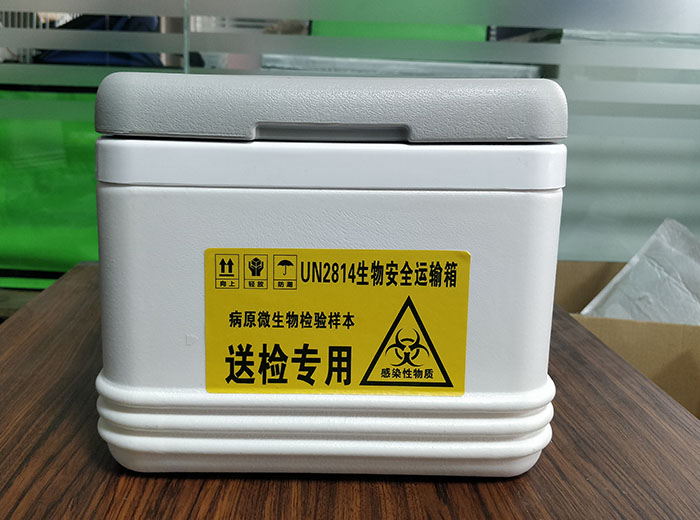 UN2814生物安全运输箱
向上 轻放 防潮
病原微生物检验样本
送检专用
感染性物质